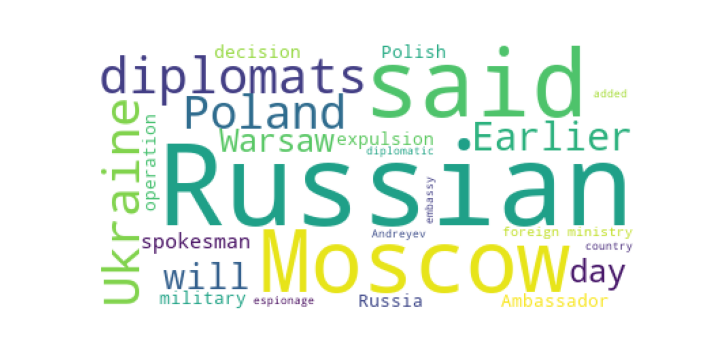 decision Polish
diplomats said
added
Poland Earlier
Warsaw expulsion
diplomatic
Ukraine operation
Russian
embassy
Andreyev foreign ministry
spokesman Moscow country
will day
military espionage Russia Ambassador